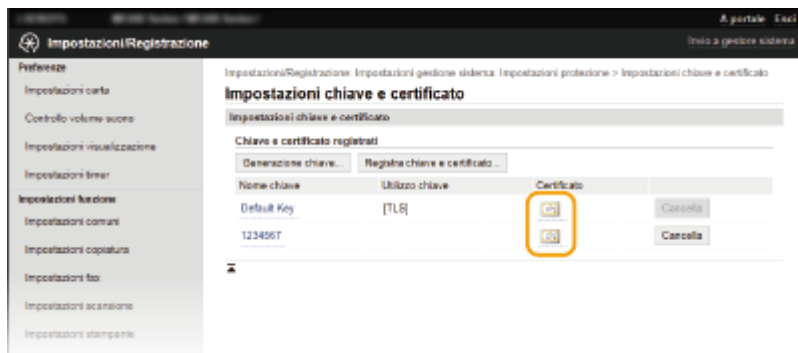 A portale Esci
Impostazioni/Registrazione
Invio a gestore sistema
Preferenze
Impostazioni carta
Controllo volume suono
Impostazioni visualizzazione
Impostazioni timer
Impostazioni funzione
Impostazioni comuni
Impostazioni copiatura
Impostazioni fax
Impostazioni scansione
Impostazioni stampante
Impostazioni/Registrazione: Impostazioni gestione sistema: Impostazioni protezione > Impostazioni chiave e certificato
Impostazioni chiave e certificato
Impostazioni chiave e certificato
Chiave e certificato registrati
Generazione chiave... Registra chiave e certificato...
Nome chiave Utilizzo chiave Certificato
Default Key [TLS] Cancella
1234567 Cancella